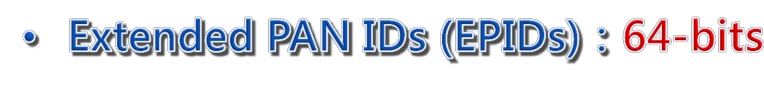 • Extended PAN IDs (EPIDs) : 64-bits